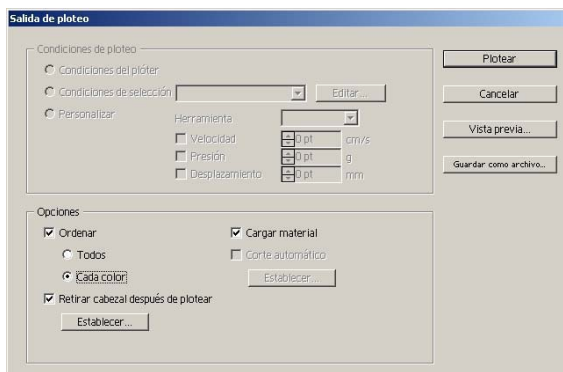 Salida de ploteo
Condiciones de ploteo
Condiciones del plóter
Condiciones de selección
Editar...
Personalizar
Herramienta
Velocidad
0 pt
cm/s
Presión
0 pt
g
Desplazamiento
0 pt
mm
Plotear
Cancelar
Vista previa...
Guardar como archivo...
Opciones
Ordenar
Cargar material
Todos
Corte automático
Cada color
Establecer...
Retirar cabezal después de plotear
Establecer...